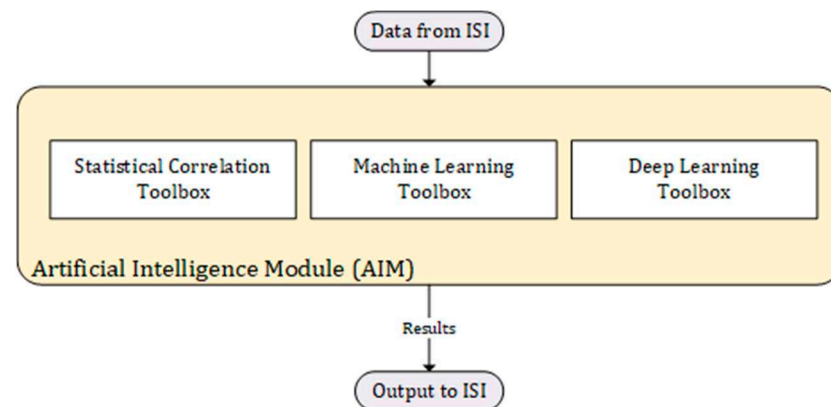 Data from ISI
Statistical Correlation
Toolbox
Machine Learning
Toolbox
Deep Learning
Toolbox
Artificial Intelligence Module (AIM)
Results
Output to ISI